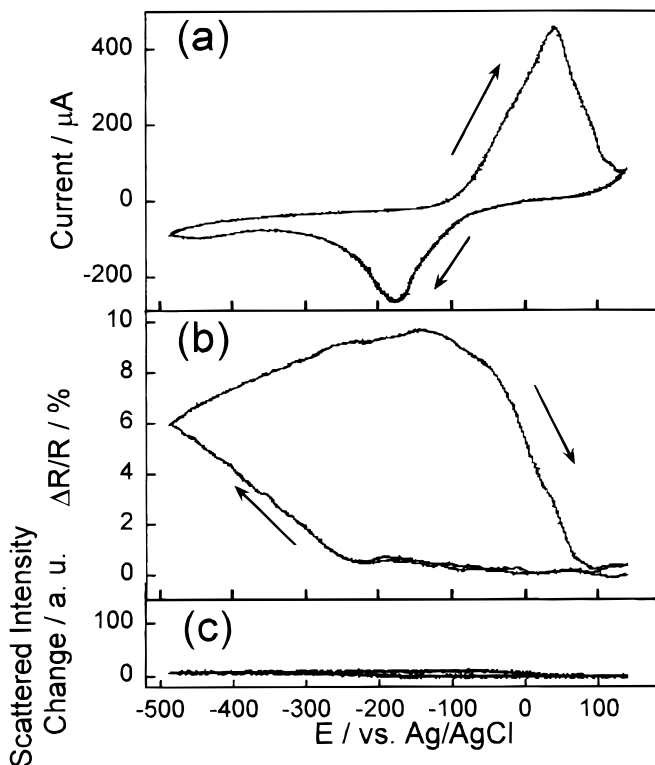 (a)
Current / μA
400
200
0
-200
(b)
ΔR/R / %
10
8
6
4
2
0
(c)
Scattered Intensity
Change / a. u.
100
0
-500 -400 -300 -200 -100 0 100
E / vs. Ag/AgCl